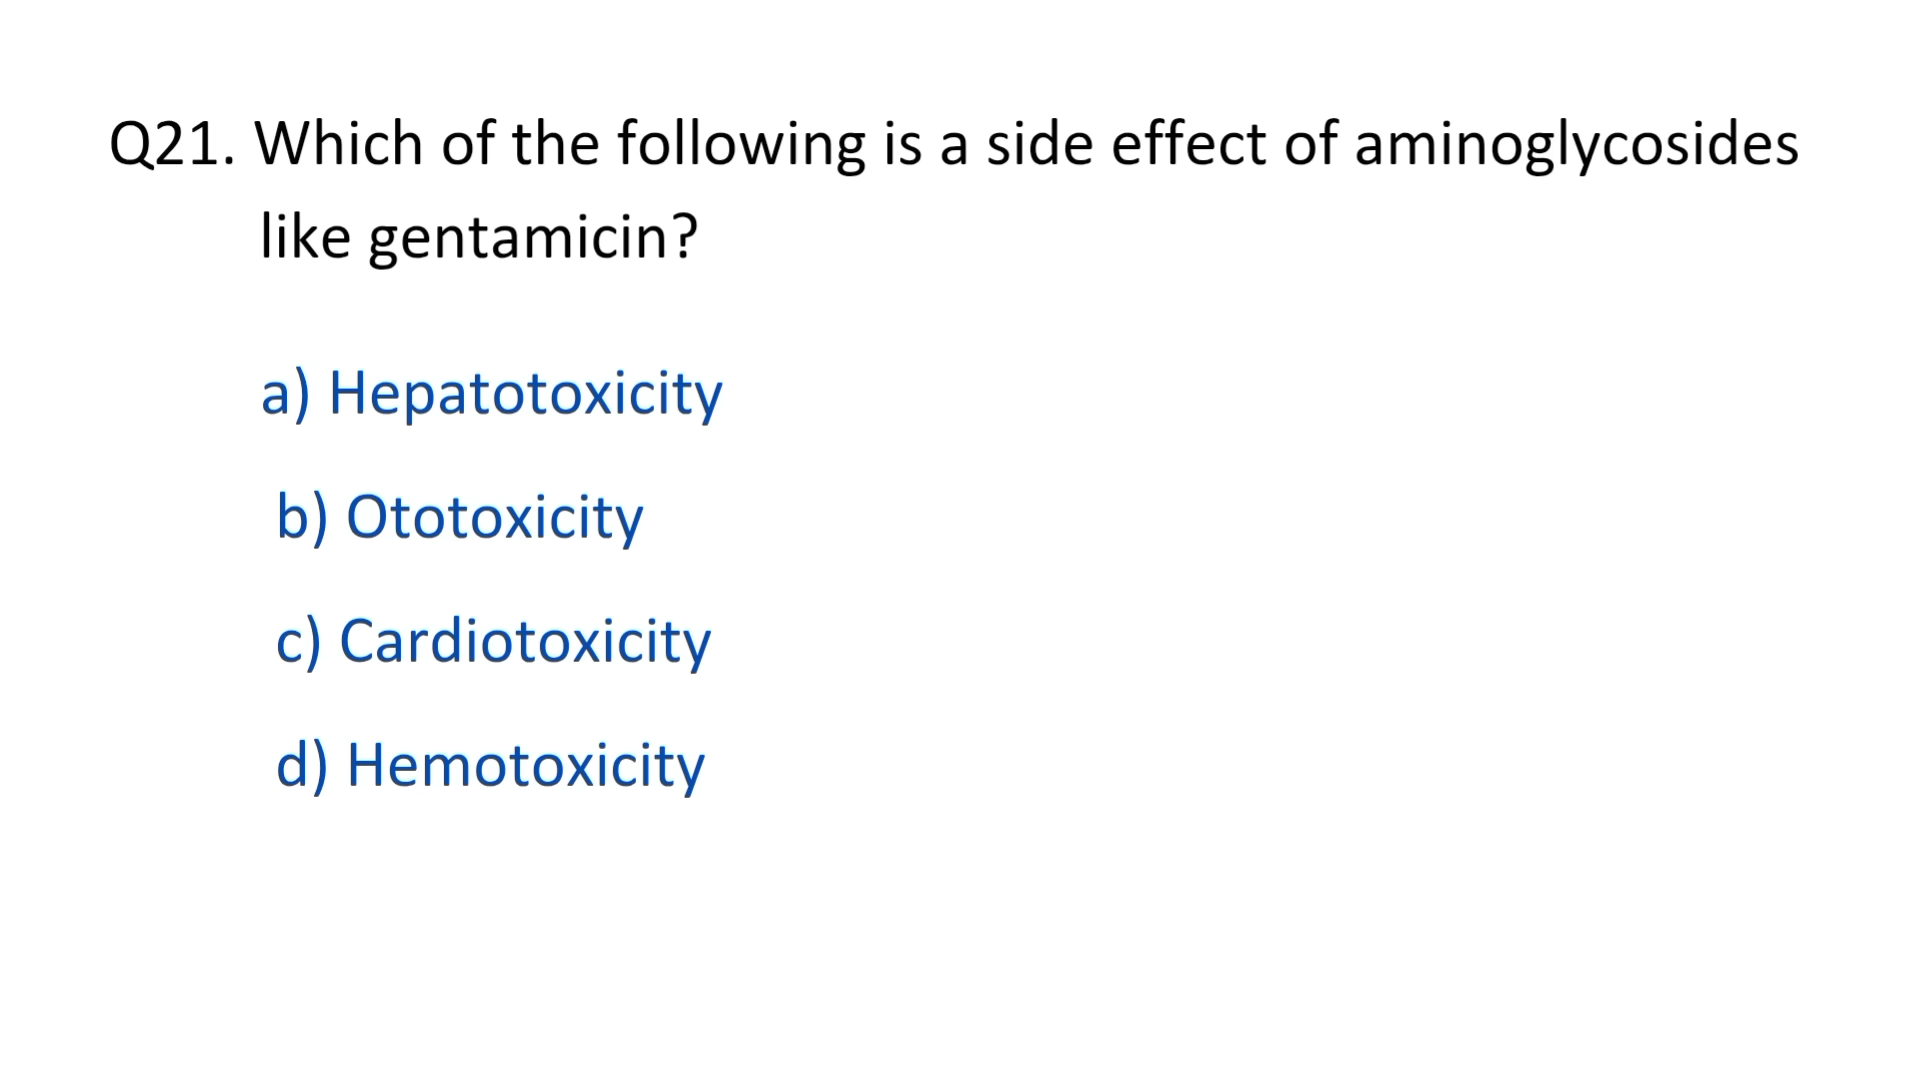 Q21. Which of the following is a side effect of aminoglycosides
like gentamicin?
a) Hepatotoxicity
b) Ototoxicity
c) Cardiotoxicity
d) Hemotoxicity